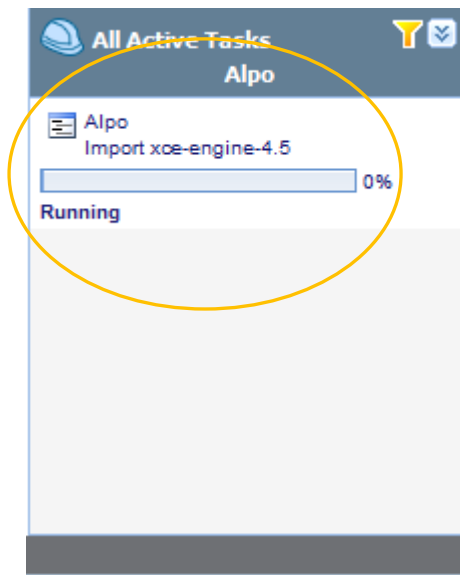 All Active Tasks
Alpo
Alpo
Import xce-engine-4.5
0%
Running